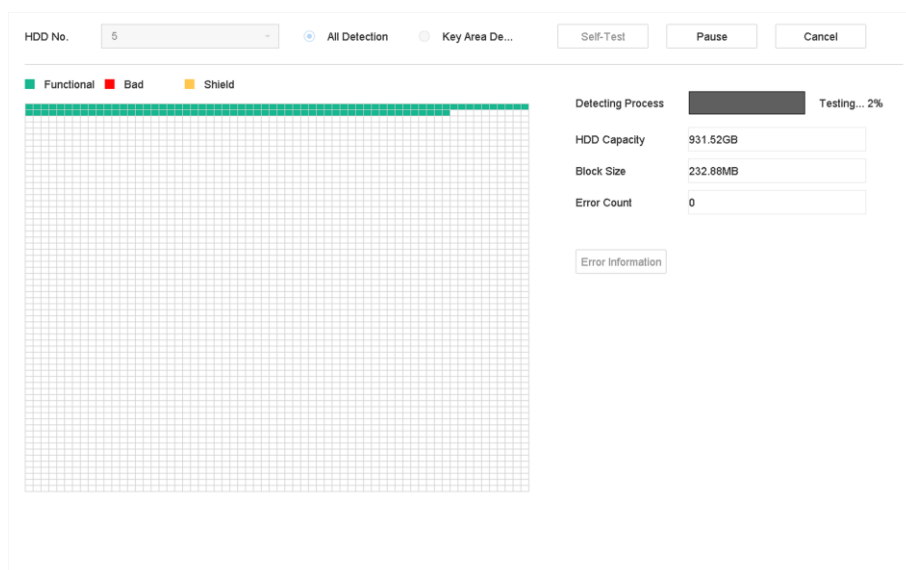 HDD No. 5 All Detection Key Area De... Self-Test Pause Cancel
Functional Bad Shield
Detecting Process Testing... 2%
HDD Capacity 931.52GB
Block Size 232.88MB
Error Count 0
Error Information